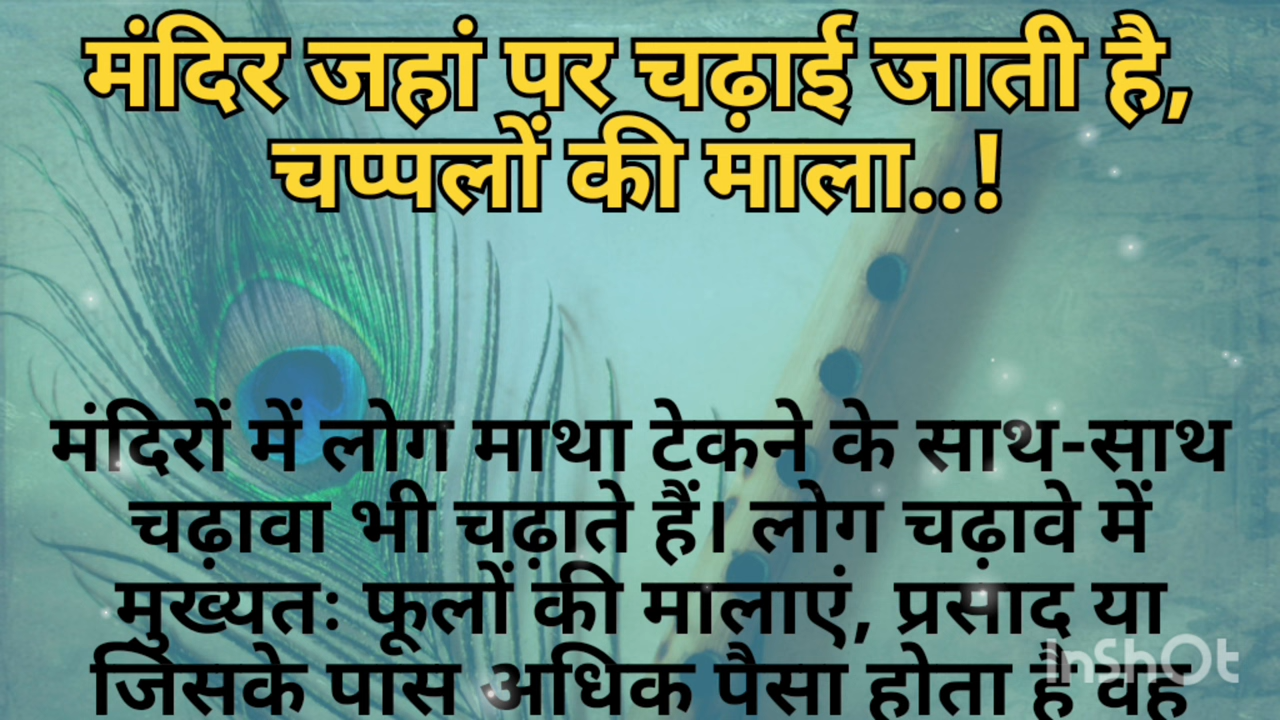 मंदिर जहां पर चढ़ाई जाती है,
चप्पलों की माला..!
मंदिरों में लोग माथा टेकने के साथ-साथ
चढ़ावा भी चढ़ाते हैं। लोग चढ़ावे में
मुख्यतः फूलों की मालाएं, प्रसाद या
जिसके पास अधिक पैसा होता है वह
InShOt